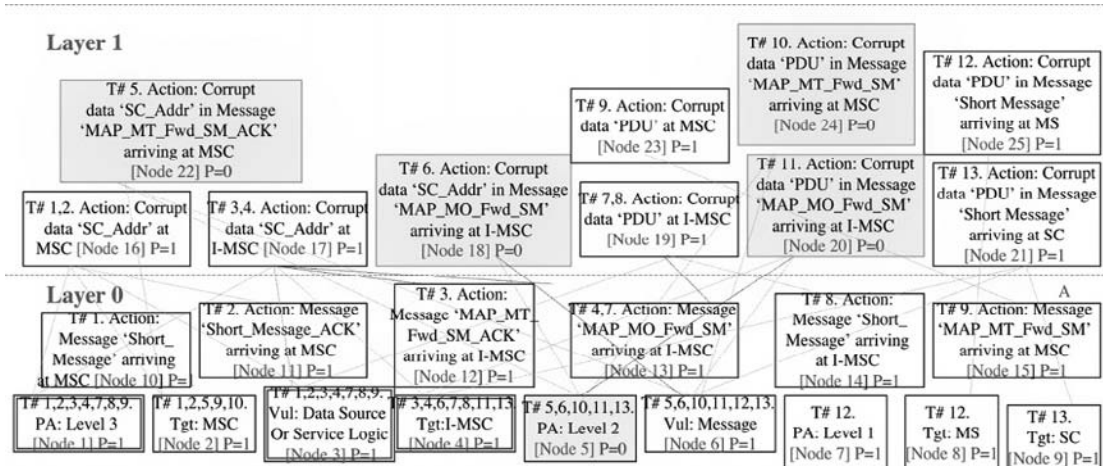 Layer 1
T# 5. Action: Corrupt
data ‘SC_Addr’ in Message
‘MAP_MT_Fwd_SM_ACK’
arriving at MSC
[Node 22] P=0
T# 1,2. Action: Corrupt
data ‘SC_Addr’ at
MSC [Node 16] P=1
T# 3,4. Action: Corrupt
data ‘SC_Addr’ at
I-MSC [Node 17] P=1
T# 6. Action: Corrupt
data ‘SC_Addr’ in Message
‘MAP_MO_Fwd_SM’
arriving at I-MSC
[Node 18] P=0
T# 9. Action: Corrupt
data ‘PDU’ at MSC
[Node 23] P=1
T# 7,8. Action: Corrupt
data ‘PDU’ at I-MSC
[Node 19] P=1
T# 10. Action: Corrupt
data ‘PDU’ in Message
‘MAP_MT_Fwd_SM’
arriving at MSC
[Node 24] P=0
T# 11. Action: Corrupt
data ‘PDU’ in Message
‘MAP_MO_Fwd_SM’
arriving at I-MSC
[Node 20] P=0
T# 12. Action: Corrupt
data ‘PDU’ in Message
‘Short Message’
arriving at MS
[Node 25] P=1
T# 13. Action: Corrupt
data ‘PDU’ in Message
‘Short Message’
arriving at SC
[Node 21] P=1
Layer 0
A
T# 1. Action:
Message ‘Short_
Message’ arriving
at MSC [Node 10] P=1
T# 2. Action: Message
‘Short_Message_ACK’
arriving at MSC
[Node 11] P=1
T# 3. Action:
Message ‘MAP_MT_
Fwd_SM_ACK’
arriving at I-MSC
[Node 12] P=1
T# 4,7. Action: Message
‘MAP_MO_Fwd_SM’
arriving at I-MSC
[Node 13] P=1
T# 8. Action:
Message ‘Short_
Message’ arriving
at I-MSC
[Node 14] P=1
T# 9. Action: Message
‘MAP_MT_Fwd_SM’
arriving at MSC
[Node 15] P=1
T# 1,2,3,4,7,8,9.
PA: Level 3
[Node 1] P=1
T# 1,2,5,9,10.
Tgt: MSC
[Node 2] P=1
T# 1,2,3,4,7,8,9.
Vul: Data Source
Or Service Logic
[Node 3] P=1
T# 3,4,6,7,8,11,13.
Tgt:I-MSC
[Node 4] P=1
T# 5,6,10,11,13.
PA: Level 2
[Node 5] P=0
T# 5,6,10,11,12,13.
Vul: Message
[Node 6] P=1
T# 12.
PA: Level 1
[Node 7] P=1
T# 12.
Tgt: MS
[Node 8] P=1
T# 13.
Tgt: SC
[Node 9] P=1